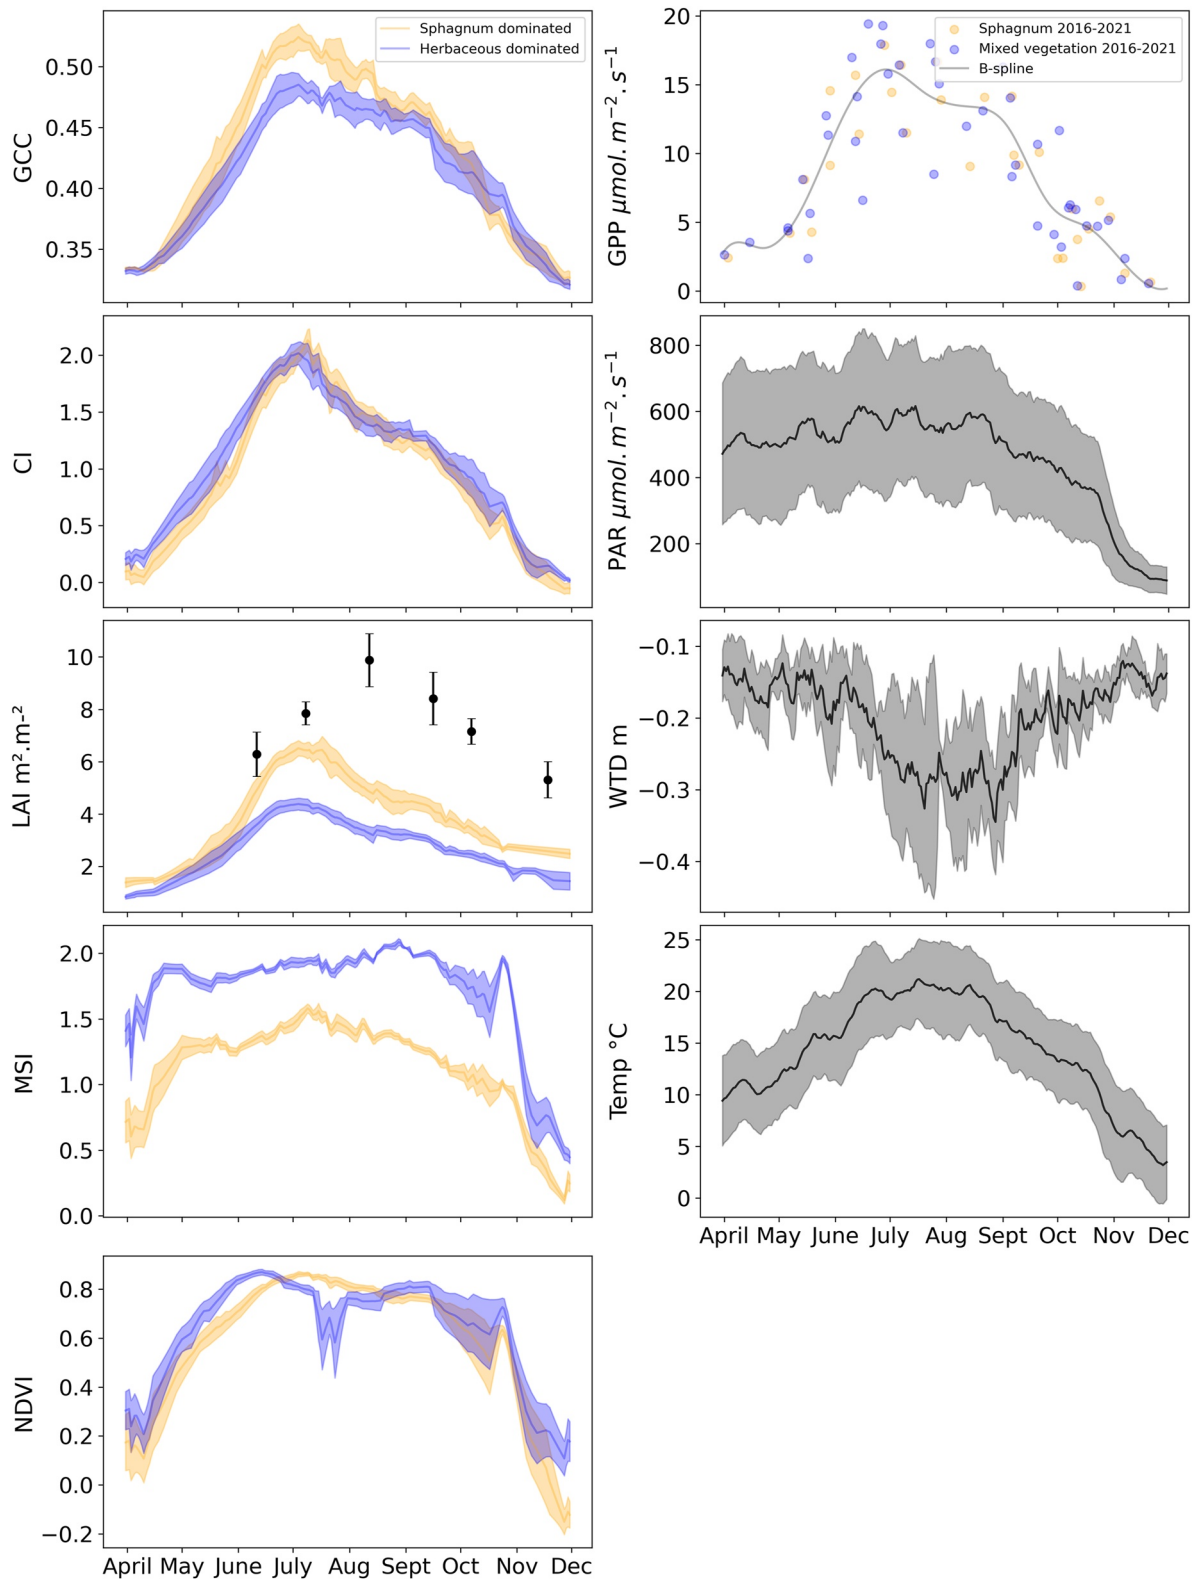 GCC
0.50
0.45
0.40
0.35
Sphagnum dominated
Herbaceous dominated
GPP μmol.m⁻².s⁻¹
20
15
10
5
0
Sphagnum 2016-2021
Mixed vegetation 2016-2021
B-spline
CI
2.0
1.5
1.0
0.5
0.0
PAR μmol.m⁻².s⁻¹
800
600
400
200
LAI m².m-²
10
8
6
4
2
WTD m
−0.1
−0.2
−0.3
−0.4
MSI
2.0
1.5
1.0
0.5
0.0
Temp °C
25
20
15
10
5
0
April May June July Aug Sept Oct Nov Dec
NDVI
0.8
0.6
0.4
0.2
0.0
−0.2
April May June July Aug Sept Oct Nov Dec